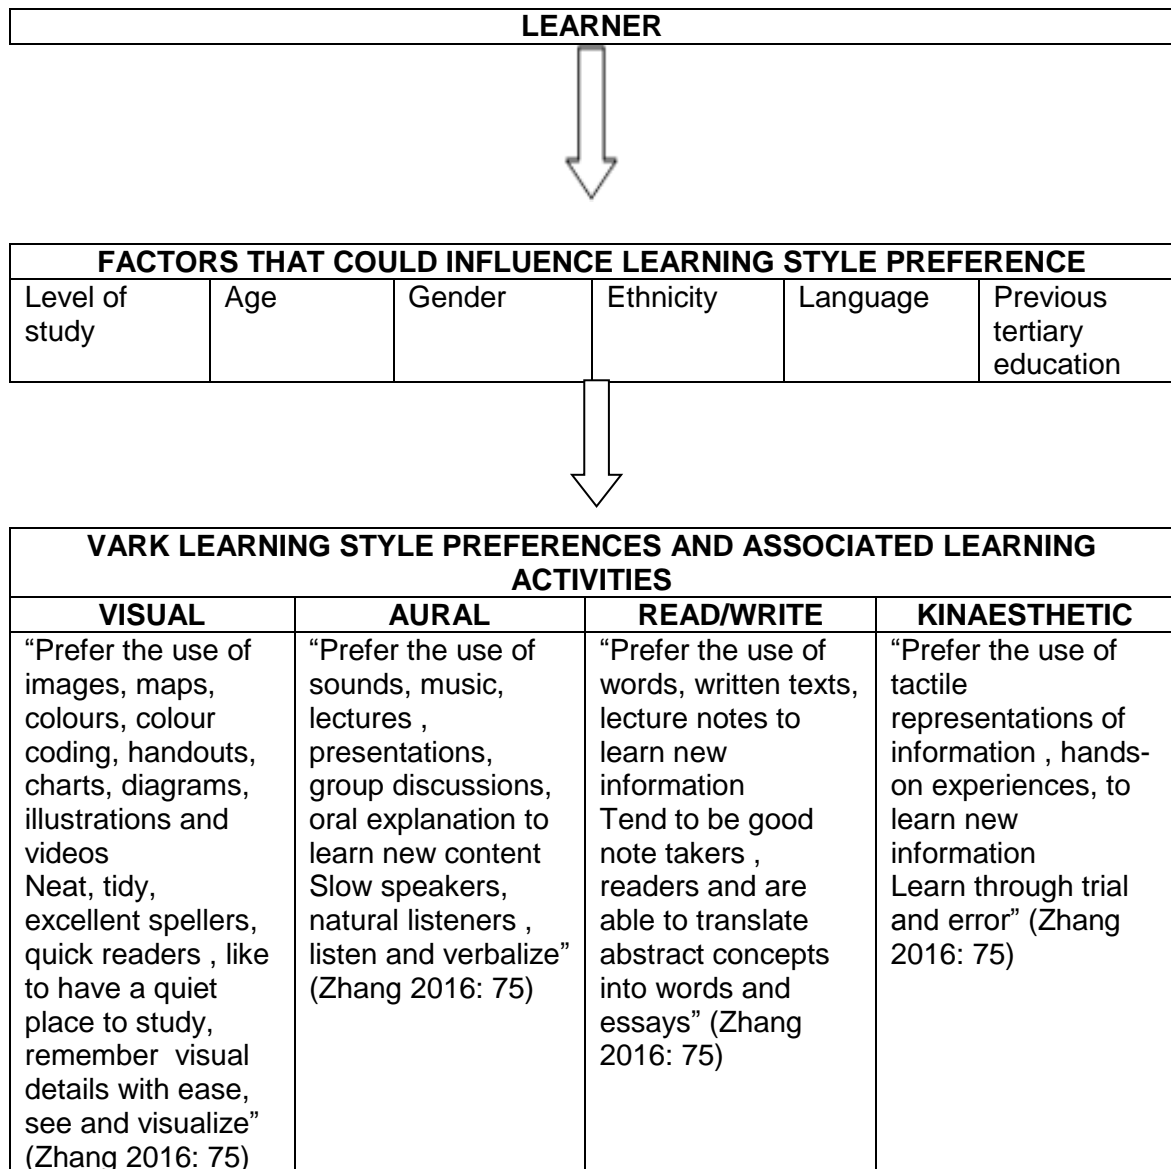 LEARNER
FACTORS THAT COULD INFLUENCE LEARNING STYLE PREFERENCE
Level of
study
Age
Gender
Ethnicity
Language
Previous
tertiary
education
VARK LEARNING STYLE PREFERENCES AND ASSOCIATED LEARNING
ACTIVITIES
VISUAL
“Prefer the use of
images, maps,
colours, colour
coding, handouts,
charts, diagrams,
illustrations and
videos
Neat, tidy,
excellent spellers,
quick readers , like
to have a quiet
place to study,
remember visual
details with ease,
see and visualize”
(Zhang 2016: 75)
AURAL
“Prefer the use of
sounds, music,
lectures ,
presentations,
group discussions,
oral explanation to
learn new content
Slow speakers,
natural listeners ,
listen and verbalize”
(Zhang 2016: 75)
READ/WRITE
“Prefer the use of
words, written texts,
lecture notes to
learn new
information
Tend to be good
note takers ,
readers and are
able to translate
abstract concepts
into words and
essays” (Zhang
2016: 75)
KINAESTHETIC
“Prefer the use of
tactile
representations of
information , hands-
on experiences, to
learn new
information
Learn through trial
and error” (Zhang
2016: 75)